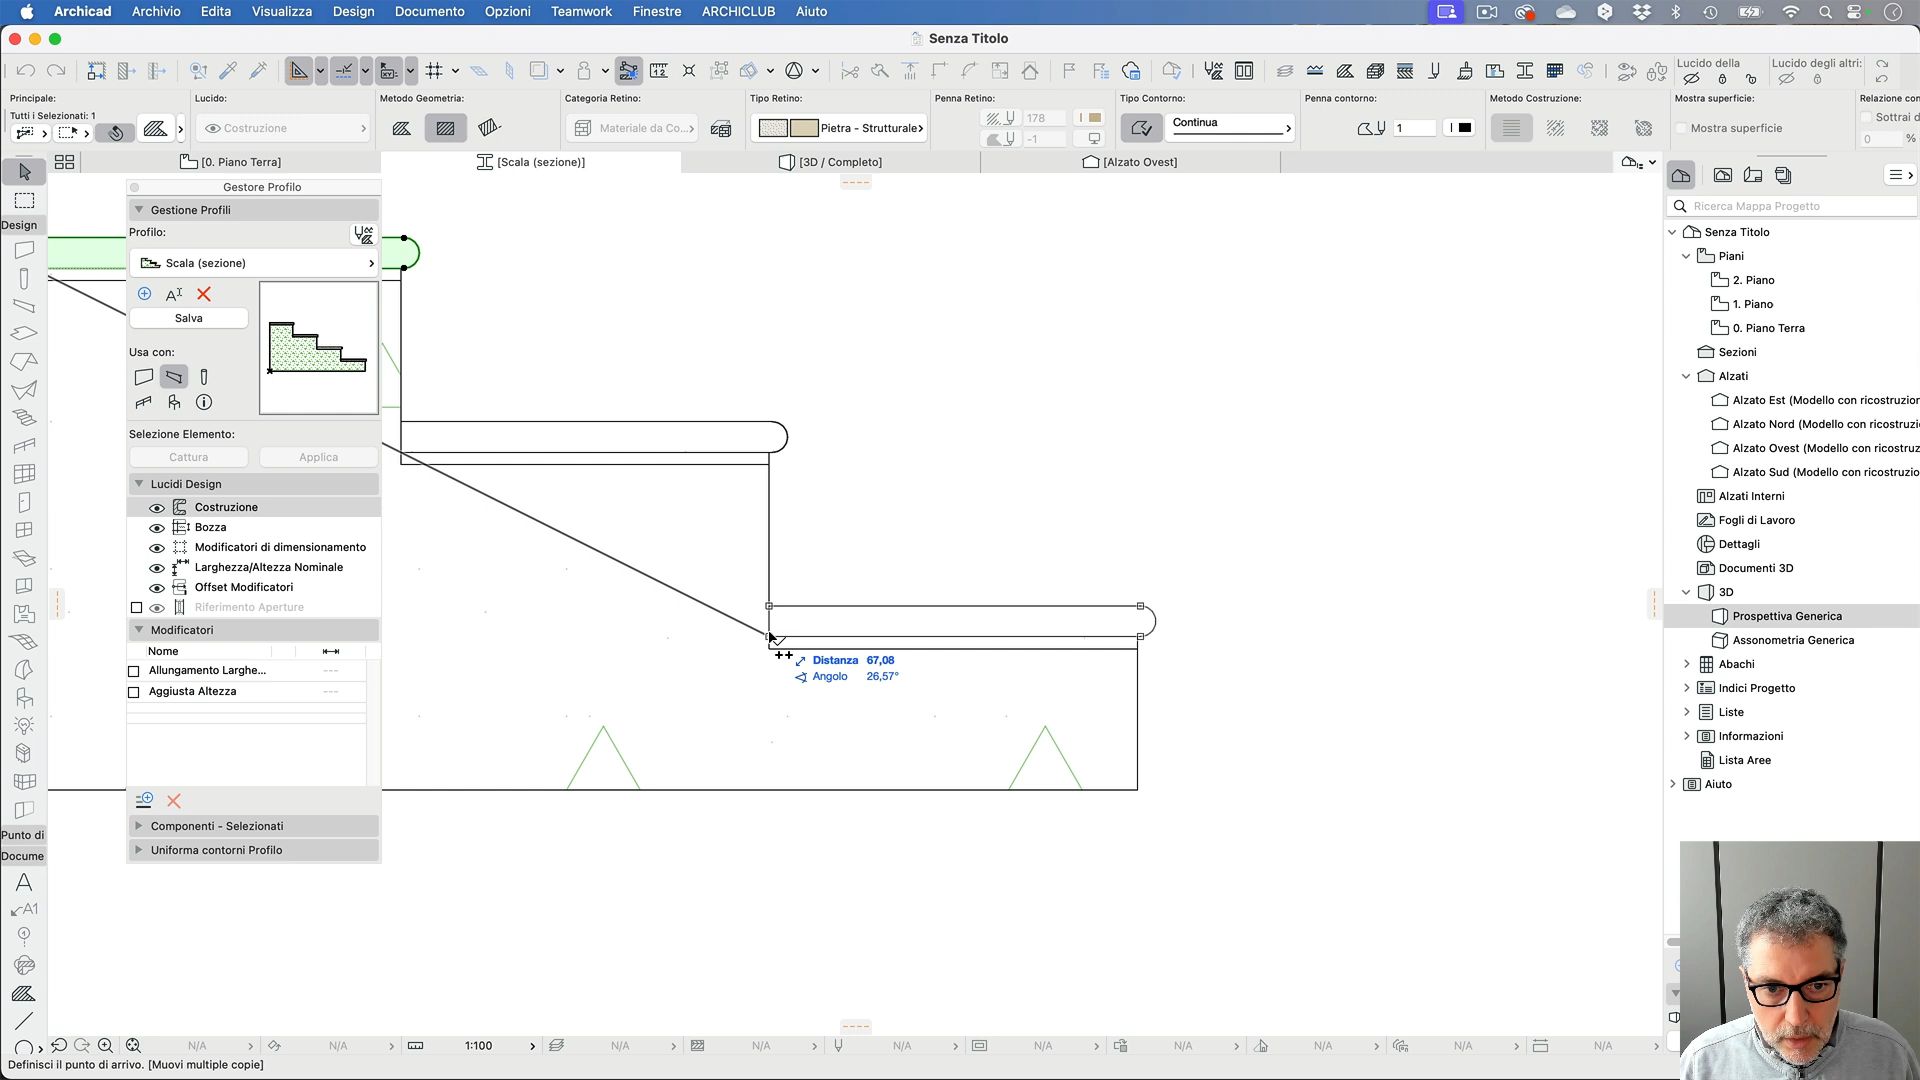 Archicad Archivio Edita Visualizza Design Documento Opzioni Teamwork Finestre ARCHICLUB Aiuto
Senza Titolo
Lucido della
Lucido degli altri:
Principale:
Tutti i Selezionati: 1
Lucido:
Costruzione
Metodo Geometria:
Categoria Retino:
Materiale da Co...
Tipo Retino:
Pietra - Strutturale
Penna Retino:
178
-1
Tipo Contorno:
Continua
Penna contorno:
1
Metodo Costruzione:
Mostra superficie:
Mostra superficie
Relazione con
Sottrai d
0 %
[0. Piano Terra]
[Scala (sezione)]
[3D / Completo]
[Alzato Ovest]
Design
Punto di
Docume
A1
Gestore Profilo
Gestione Profili
Profilo:
Scala (sezione)
Salva
Usa con:
Selezione Elemento:
Cattura Applica
Lucidi Design
Costruzione
Bozza
Modificatori di dimensionamento
Larghezza/Altezza Nominale
Offset Modificatori
Riferimento Aperture
Modificatori
Nome
Allungamento Larghe... ---
Aggiusta Altezza ---
Componenti - Selezionati
Uniforma contorni Profilo
Distanza 67,08
Angolo 26,57°
Ricerca Mappa Progetto
Senza Titolo
Piani
2. Piano
1. Piano
0. Piano Terra
Sezioni
Alzati
Alzato Est (Modello con ricostruzion
Alzato Nord (Modello con ricostruzi
Alzato Ovest (Modello con ricostruz
Alzato Sud (Modello con ricostruzio
Alzati Interni
Fogli di Lavoro
Dettagli
Documenti 3D
3D
Prospettiva Generica
Assonometria Generica
Abachi
Indici Progetto
Liste
Informazioni
Lista Aree
Aiuto
N/A N/A 1:100 N/A N/A N/A N/A N/A N/A N/A N/A
Definisci il punto di arrivo. [Muovi multiple copie]